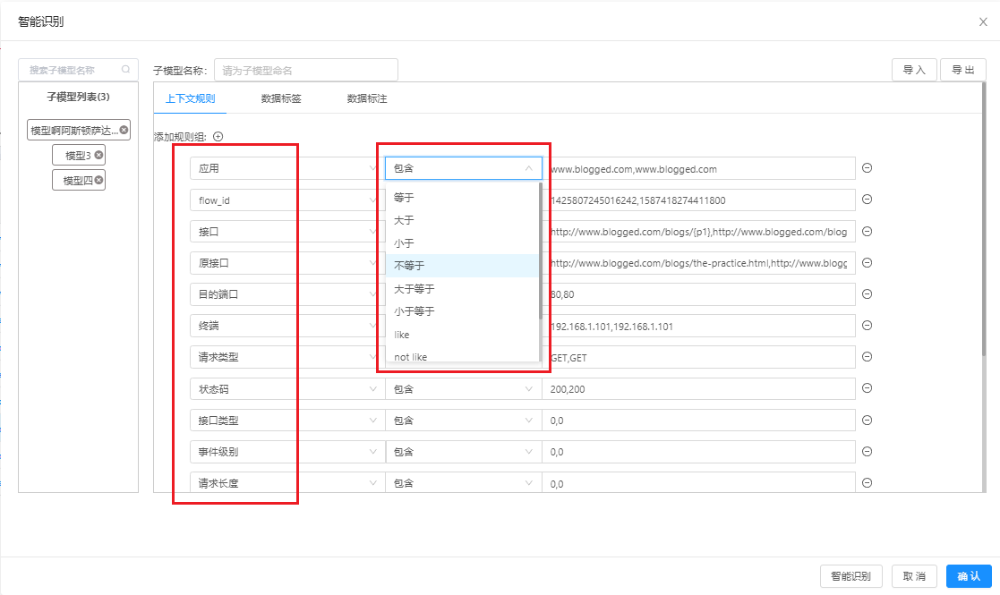 智能识别
搜索子模型名称
子模型列表(3)
模型啊阿斯顿萨达...
模型3
模型四
子模型名称: 请为子模型命名
导 入 导 出
上下文规则 数据标签 数据标注
添加规则组:
应用 包含 www.blogged.com,www.blogged.com
flow_id 1425807245016242,1587418274411800
接口 http://www.blogged.com/blogs/{p1},http://www.blogged.com/blog
原接口 http://www.blogged.com/blogs/the-practice.html,http://www.blogg
目的端口 80,80
终端 192.168.1.101,192.168.1.101
请求类型 GET,GET
等于
大于
小于
不等于
大于等于
小于等于
like
not like
状态码 包含 200,200
接口类型 包含 0,0
事件级别 包含 0,0
请求长度 包含 0,0
智能识别 取 消 确 认